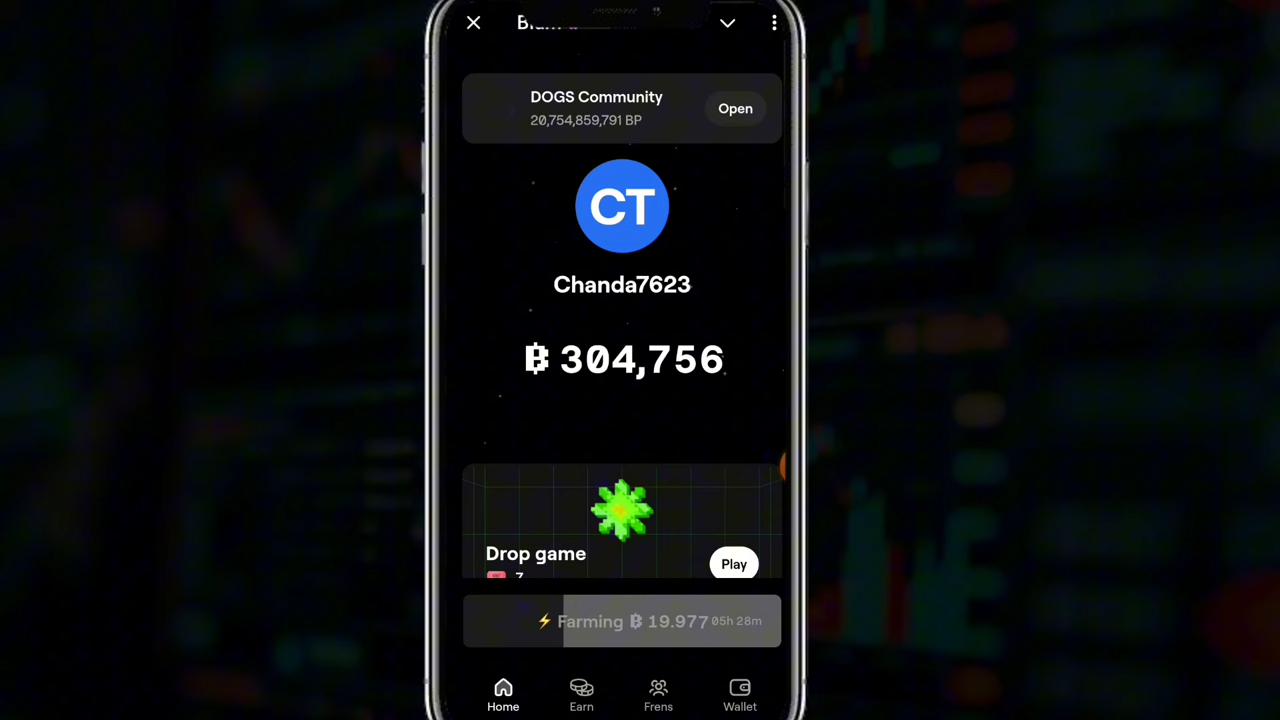 DOGS Community
20,754,859,791 BP
Open
CT
Chanda7623
304,756
Drop game
Play
⚡ Farming ฿ 19.977 05h 28m
Home
Earn
Frens
Wallet